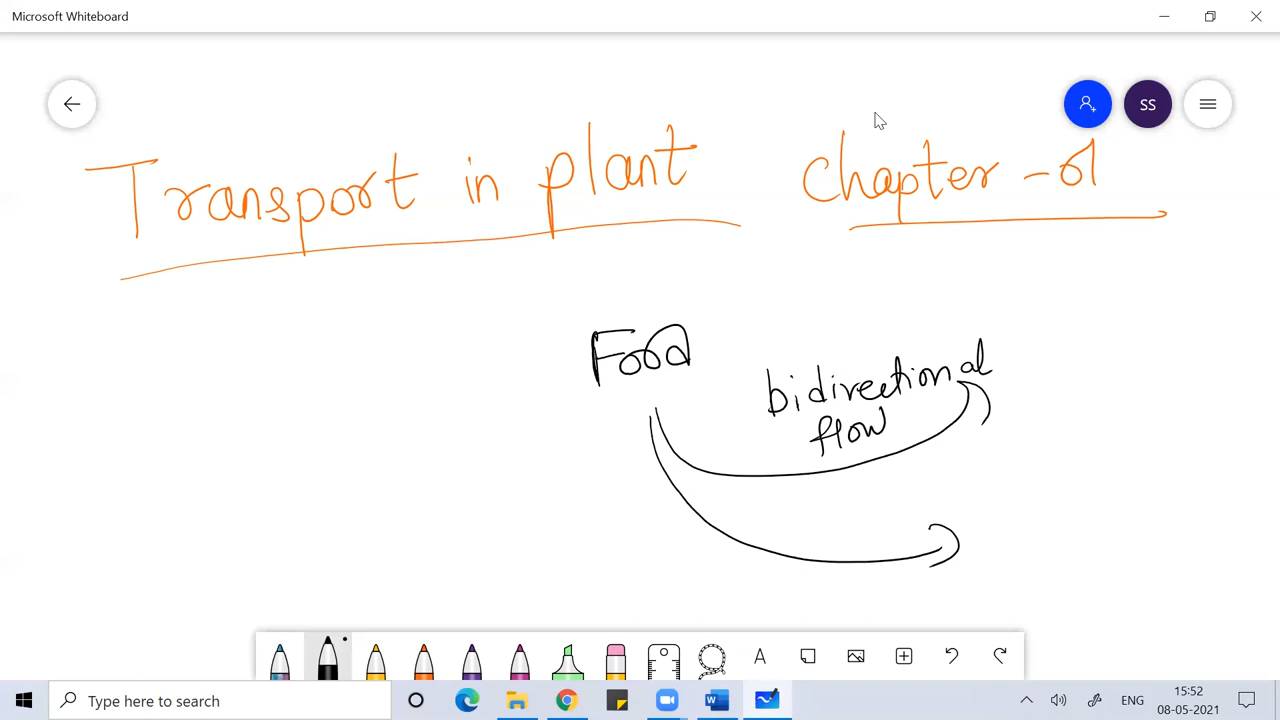 Microsoft Whiteboard
SS
Transport in plant chapter -01
Food
bidirectional
flow
A
Type here to search
ENG
15:52
08-05-2021